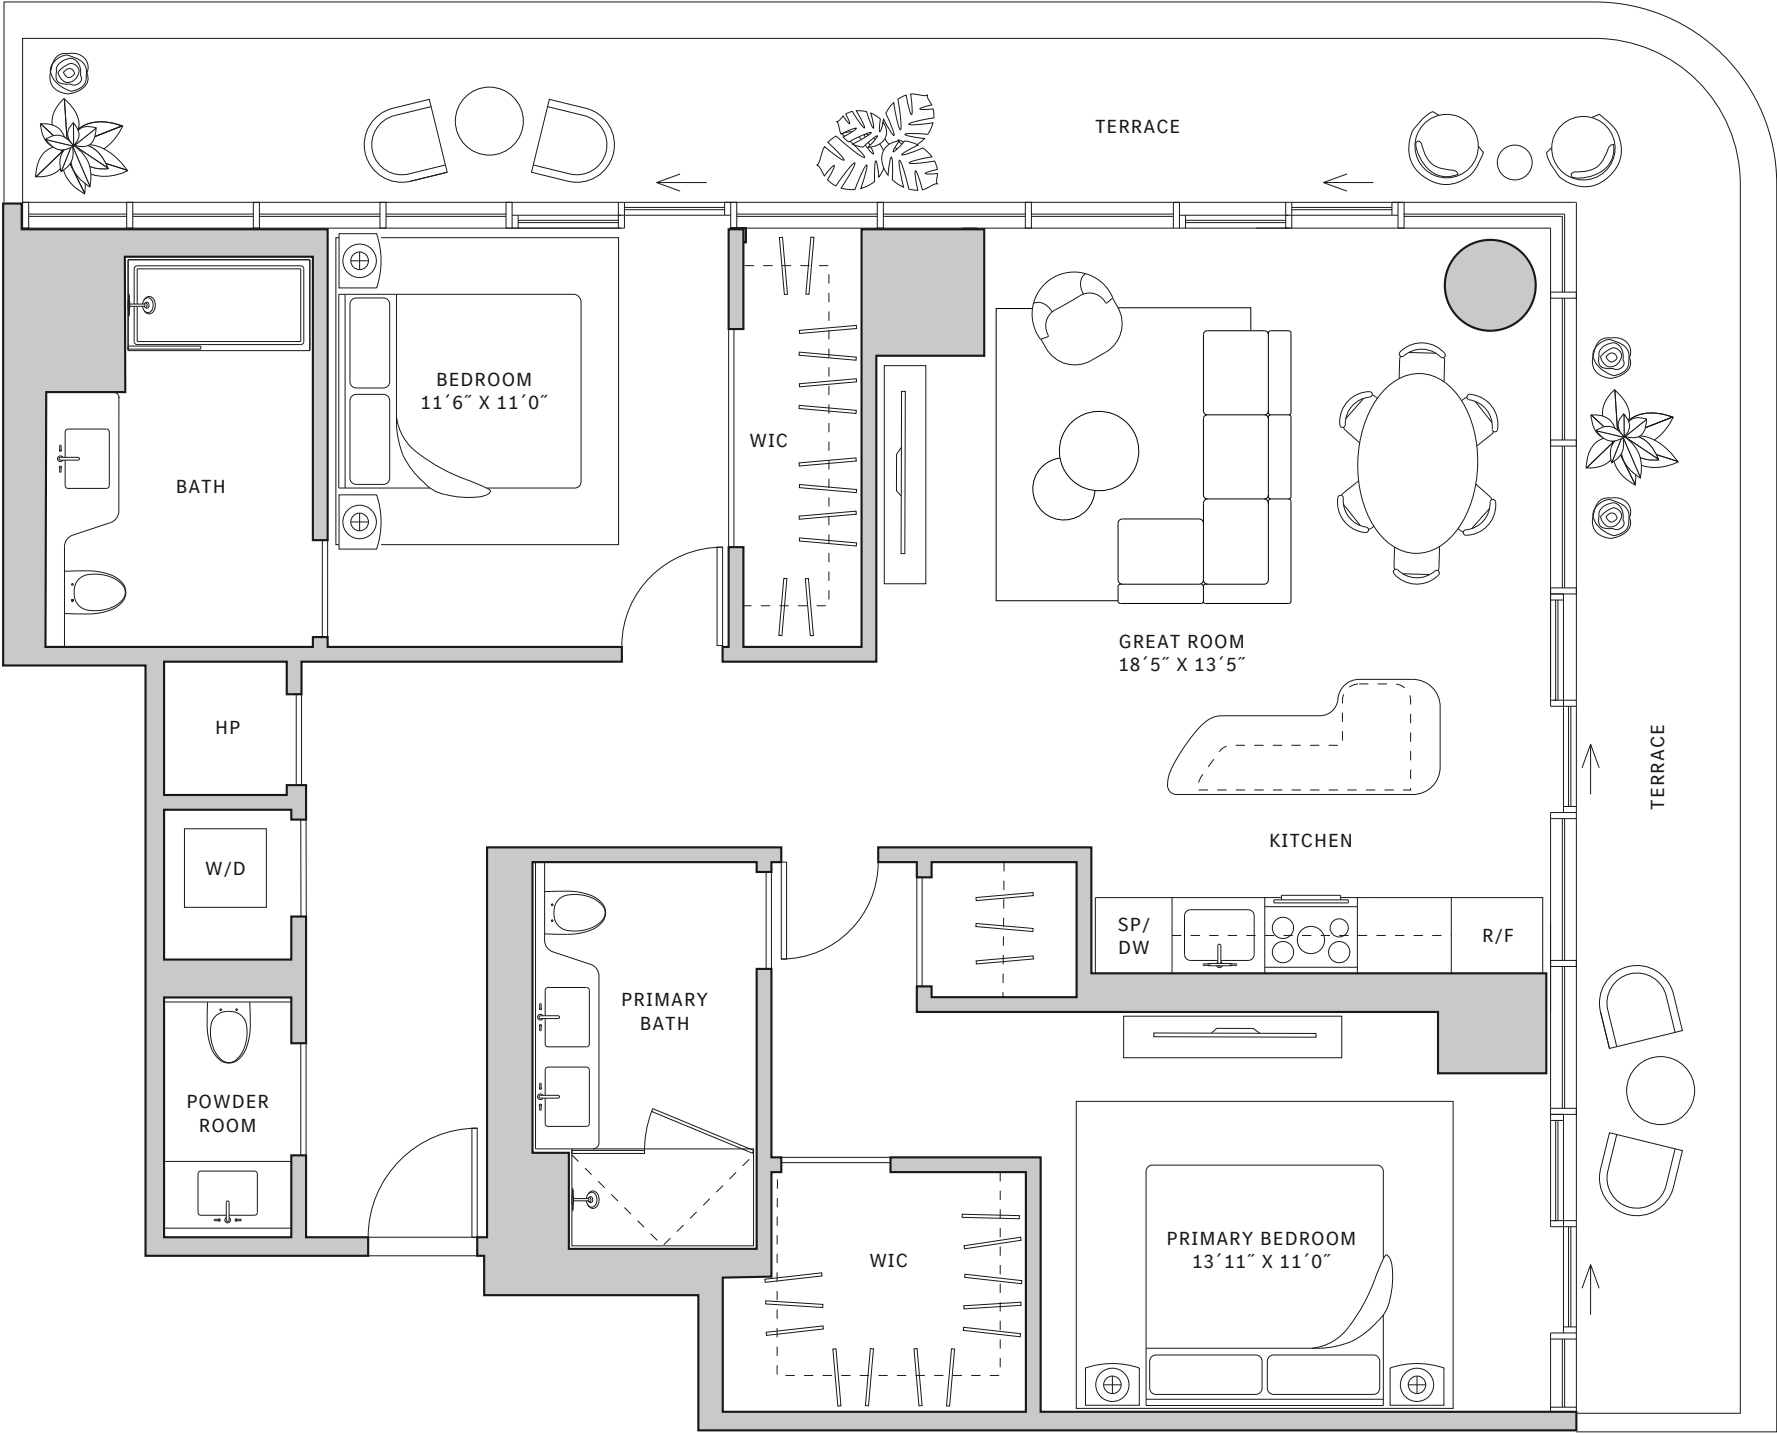 TERRACE
BEDROOM
11´6˝ X 11´0˝
WIC
BATH
GREAT ROOM
18´5˝ X 13´5˝
HP
TERRACE
KITCHEN
W/D
SP/
DW
R/F
PRIMARY
BATH
POWDER
ROOM
PRIMARY BEDROOM
13´11˝ X 11´0˝
WIC